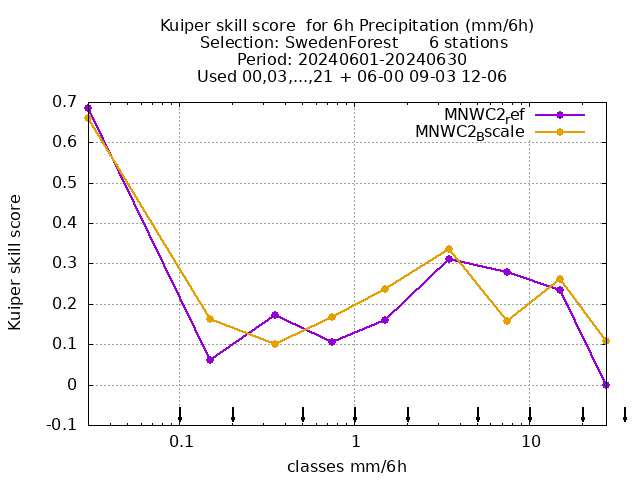 Kuiper skill score  for 6h Precipitation (mm/6h)
Selection: SwedenForest      6 stations
Period: 20240601-20240630
Used 00,03,...,21 + 06-00 09-03 12-06
MNWC2ref
MNWC2Bscale
Kuiper skill score
0.7
0.6
0.5
0.4
0.3
0.2
0.1
0
-0.1
0.1
1
10
classes mm/6h